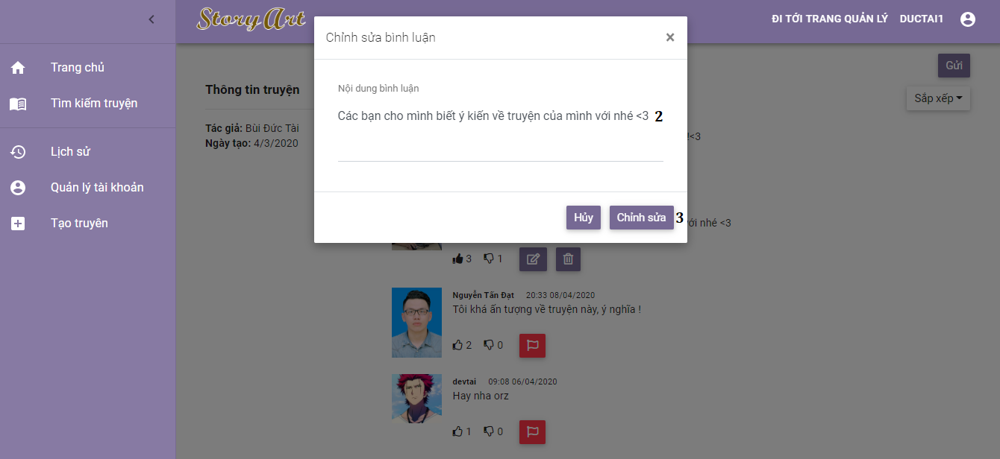 Story Art
ĐI TỚI TRANG QUẢN LÝ DUCTAI1
Trang chủ
Tìm kiếm truyện
Lịch sử
Quản lý tài khoản
Tạo truyên
Chỉnh sửa bình luận ×
Nội dung bình luận
Các bạn cho mình biết ý kiến về truyện của mình với nhé <3 2
Hủy Chỉnh sửa 3
Gửi
Sắp xếp
Thông tin truyện
Tác giả: Bùi Đức Tài
Ngày tạo: 4/3/2020
!<3
ới nhé <3
3 1
Nguyễn Tấn Đạt 20:33 08/04/2020
Tôi khá ấn tượng về truyện này, ý nghĩa !
2 0
devtai 09:08 06/04/2020
Hay nha orz
1 0